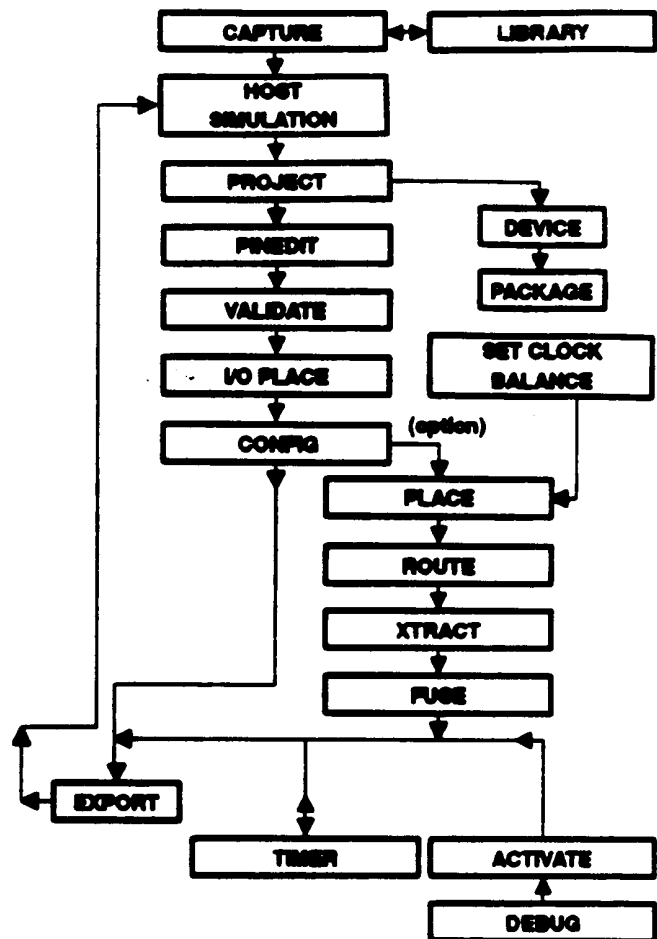 CAPTURE
LIBRARY
HOST
SIMULATION
PROJECT
DEVICE
PINEDIT
PACKAGE
VALIDATE
SET CLOCK
BALANCE
I/O PLACE
(option)
CONFIG
PLACE
ROUTE
XTRACT
FUSE
EXPORT
TIMER
ACTIVATE
DEBUG